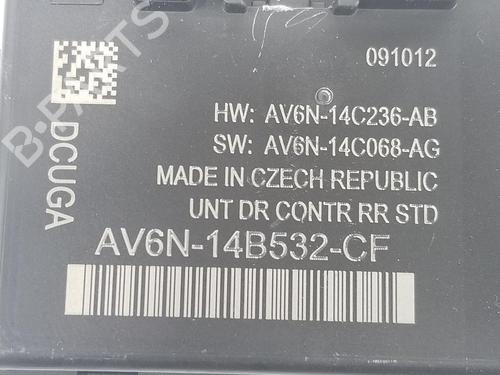 091012
HW: AV6N-14C236-AB
SW: AV6N-14C068-AG
MADE IN CZECH REPUBLIC
UNT DR CONTR RR STD
AV6N-14B532-CF
DCUGA
B-PARTS